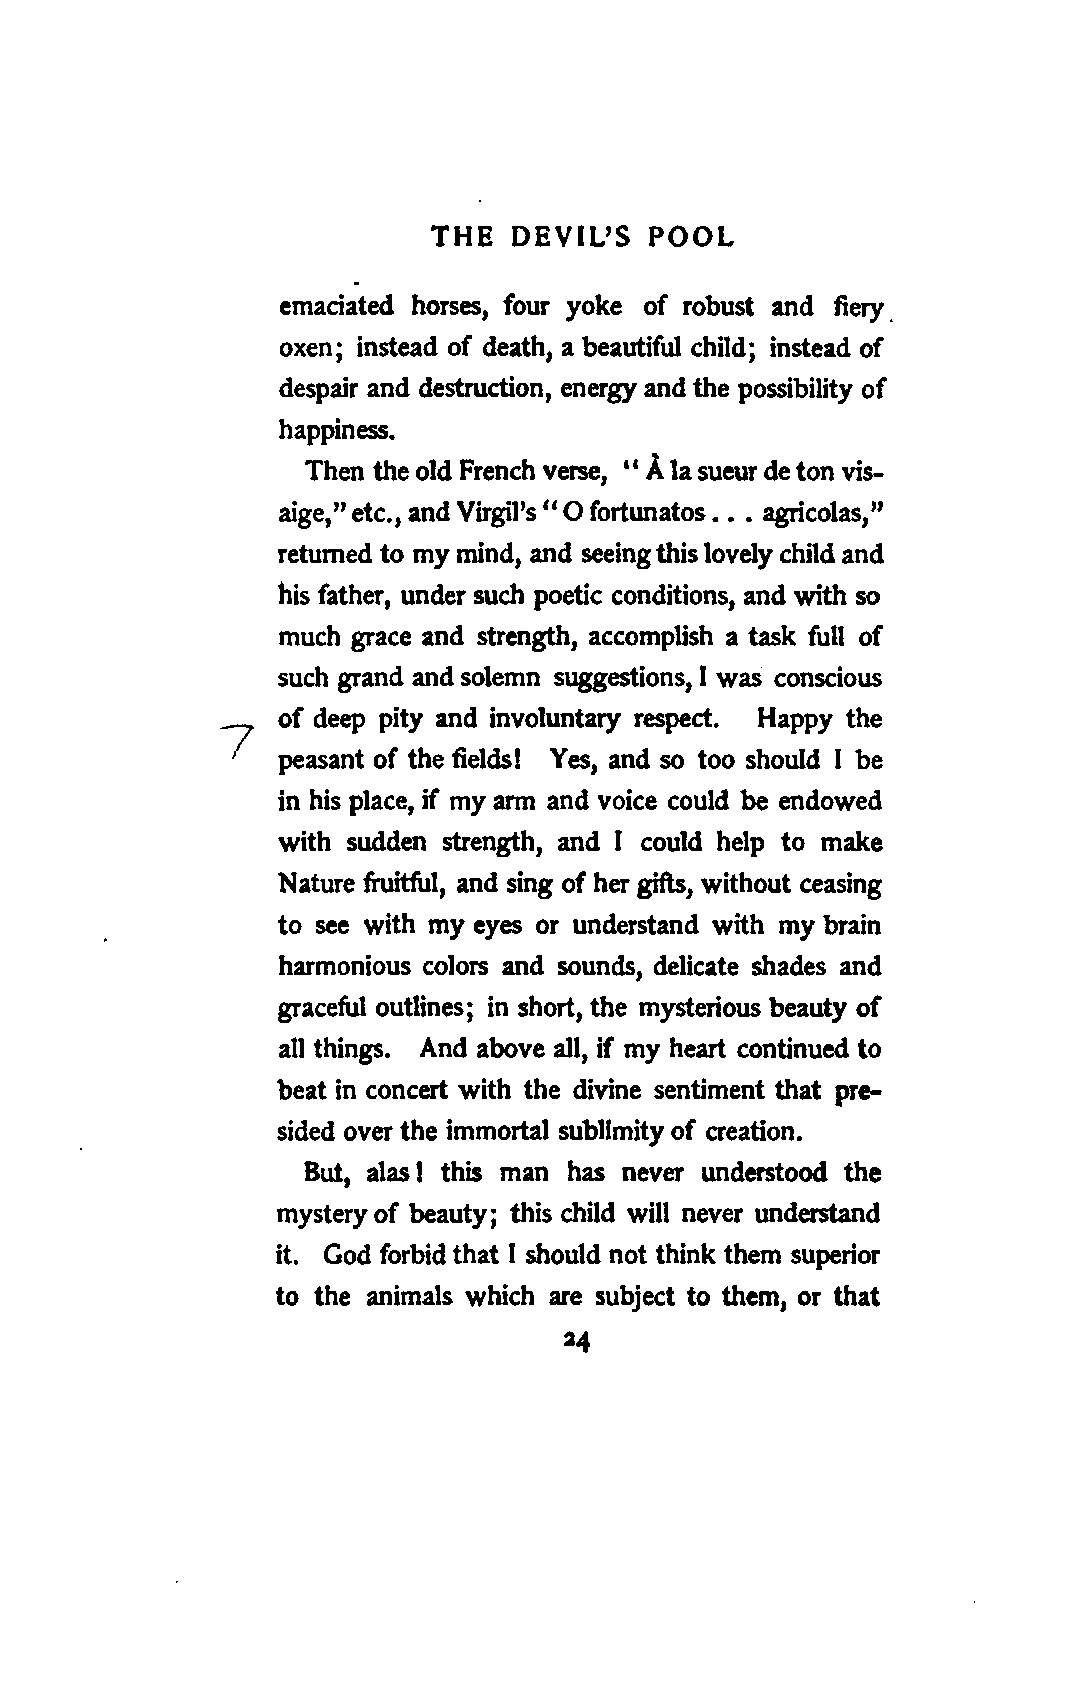 THE DEVIL'S POOL
emaciated horses, four yoke of robust and fiery
oxen; instead of death, a beautiful child; instead of
despair and destruction, energy and the possibility of
happiness.
Then the old French verse, “ À la sueur de ton vis-
aige,” etc., and Virgil's “ O fortunatos . . . agricolas,”
returned to my mind, and seeing this lovely child and
his father, under such poetic conditions, and with so
much grace and strength, accomplish a task full of
such grand and solemn suggestions, I was conscious
of deep pity and involuntary respect. Happy the
peasant of the fields! Yes, and so too should I be
in his place, if my arm and voice could be endowed
with sudden strength, and I could help to make
Nature fruitful, and sing of her gifts, without ceasing
to see with my eyes or understand with my brain
harmonious colors and sounds, delicate shades and
graceful outlines; in short, the mysterious beauty of
all things. And above all, if my heart continued to
beat in concert with the divine sentiment that pre-
sided over the immortal sublimity of creation.
But, alas! this man has never understood the
mystery of beauty; this child will never understand
it. God forbid that I should not think them superior
to the animals which are subject to them, or that
24